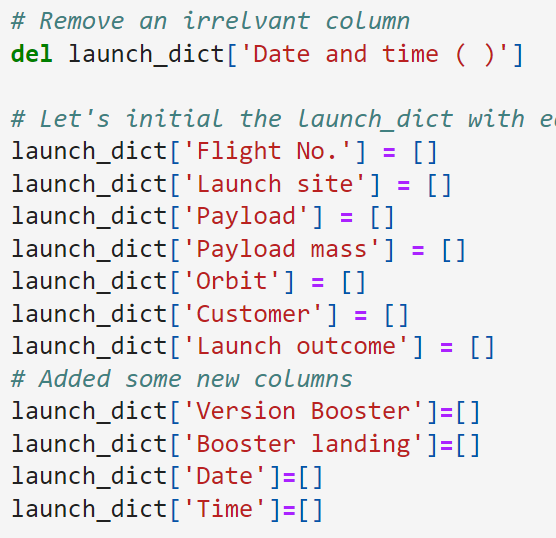 # Remove an irrelvant column
del launch_dict['Date and time ( )']
# Let's initial the launch_dict with
launch_dict['Flight No.'] = []
launch_dict['Launch site'] = []
launch_dict['Payload'] = []
launch_dict['Payload mass'] = []
launch_dict['Orbit'] = []
launch_dict['Customer'] = []
launch_dict['Launch outcome'] = []
# Added some new columns
launch_dict['Version Booster']=[]
launch_dict['Booster landing']=[]
launch_dict['Date']=[]
launch_dict['Time']=[]